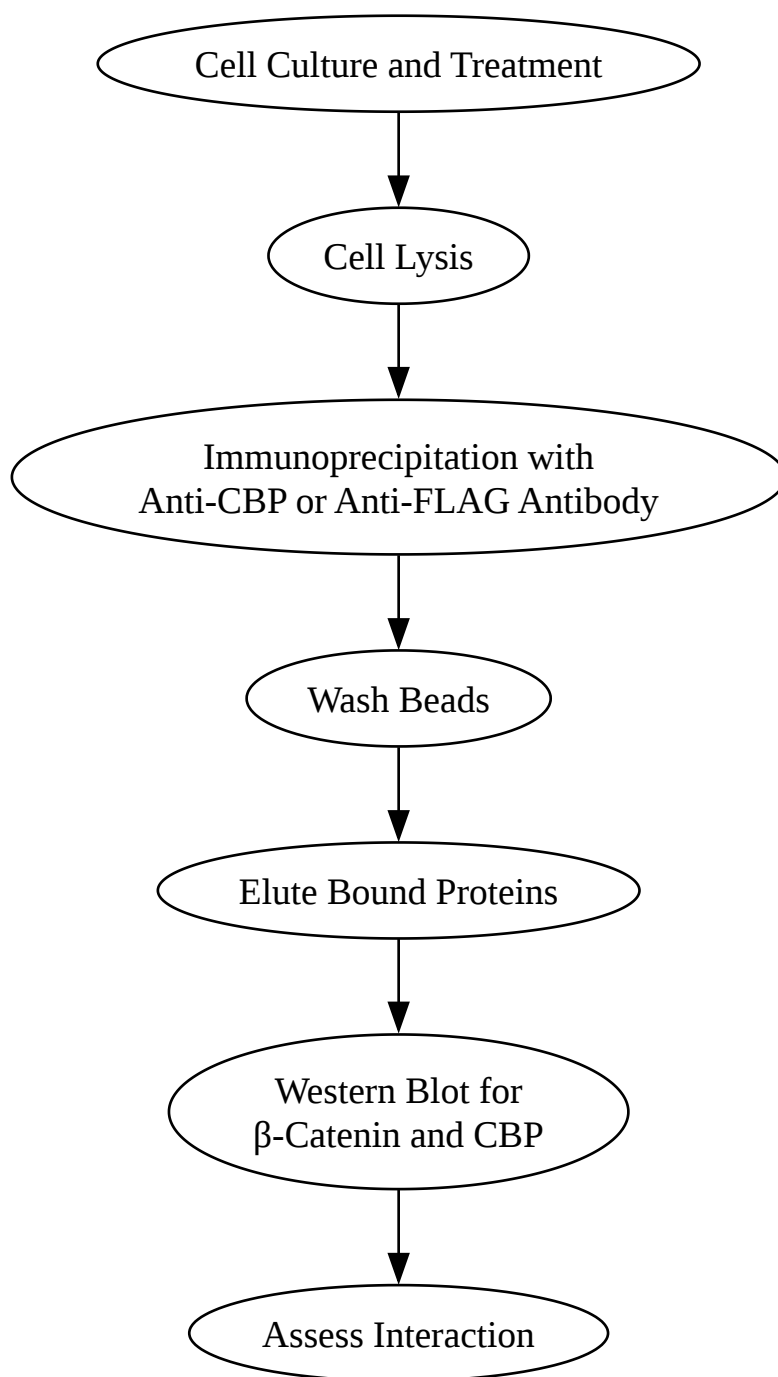 Cell Culture and Treatment
Cell Lysis
Immunoprecipitation with
Anti-CBP or Anti-FLAG Antibody
Wash Beads
Elute Bound Proteins
Western Blot for
β-Catenin and CBP
Assess Interaction